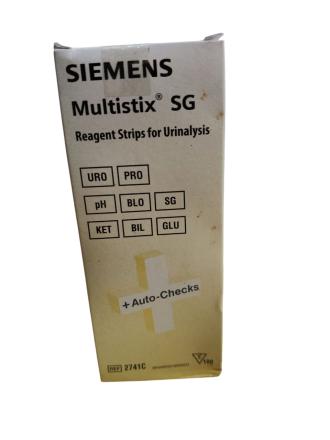 SIEMENS
Multistix® SG
Reagent Strips for Urinalysis
URO PRO
pH BLO SG
KET BIL GLU
+Auto-Checks
REF 2741C
100